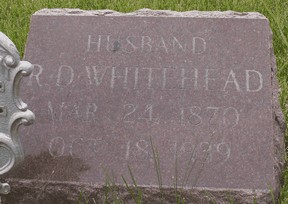 HUSBAND
R.D. WHITEHEAD
MAR. 24, 1870
OCT. 18, 1939